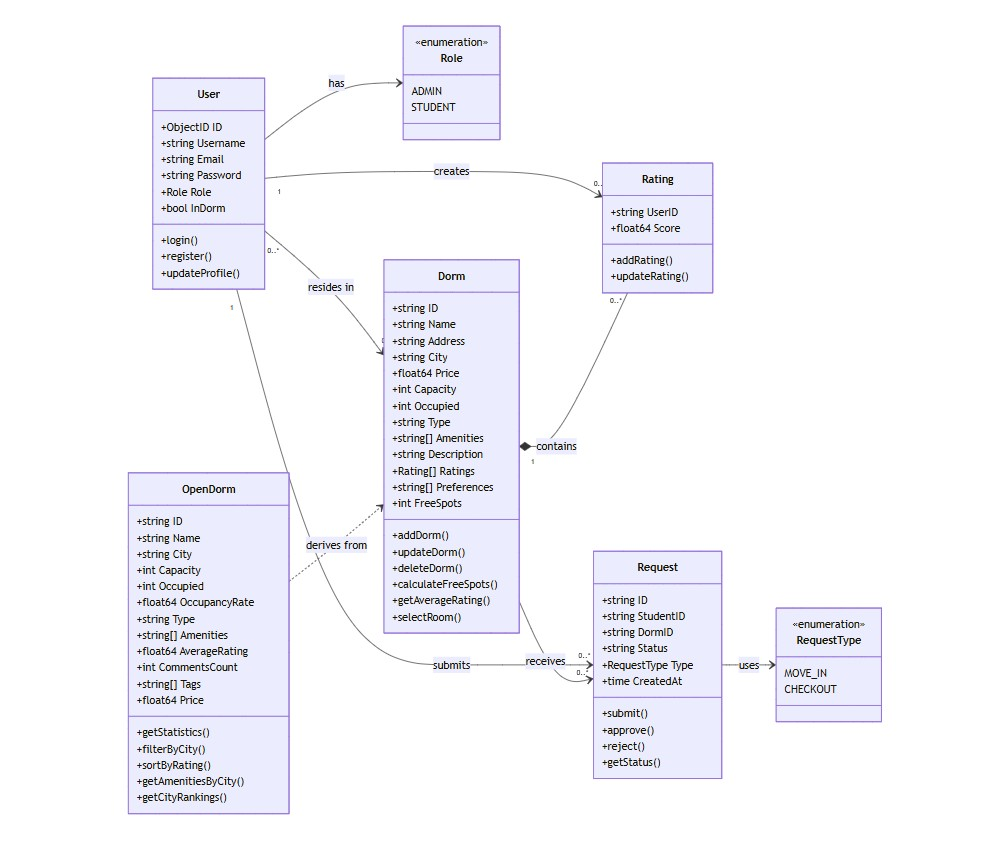 «enumeration»
Role
ADMIN
STUDENT
User
+ObjectID ID
+string Username
+string Email
+string Password
+Role Role
+bool InDorm
+login()
+register()
+updateProfile()
has
creates
1
0..
Rating
+string UserID
+float64 Score
+addRating()
+updateRating()
0..*
resides in
Dorm
+string ID
+string Name
+string Address
+string City
+float64 Price
+int Capacity
+int Occupied
+string Type
+string[] Amenities
+string Description
+Rating[] Ratings
+string[] Preferences
+int FreeSpots
+addDorm()
+updateDorm()
+deleteDorm()
+calculateFreeSpots()
+getAverageRating()
+selectRoom()
0..*
contains
1
1
OpenDorm
+string ID
+string Name
+string City
+int Capacity
+int Occupied
+float64 OccupancyRate
+string Type
+string[] Amenities
+float64 AverageRating
+int CommentsCount
+string[] Tags
+float64 Price
+getStatistics()
+filterByCity()
+sortByRating()
+getAmenitiesByCity()
+getCityRankings()
derives from
submits
receives
0..*
0..
Request
+string ID
+string StudentID
+string DormID
+string Status
+RequestType Type
+time CreatedAt
+submit()
+approve()
+reject()
+getStatus()
uses
«enumeration»
RequestType
MOVE_IN
CHECKOUT